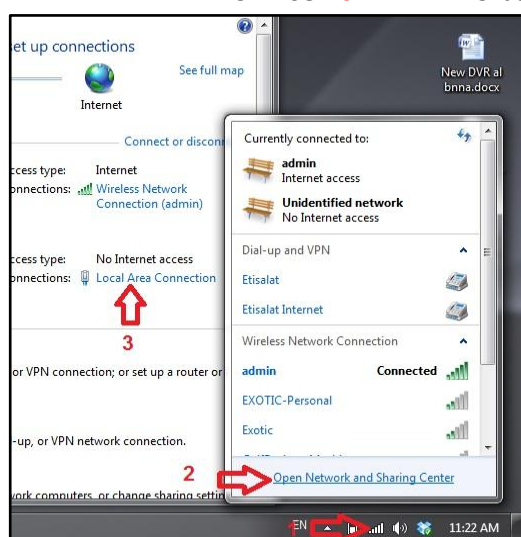 set up connections
See full map
Internet
Connect or disconn
ccess type: Internet
onnections: Wireless Network
Connection (admin)
ccess type: No Internet access
onnections: Local Area Connection
3
or VPN connection; or set up a router or
-up, or VPN network connection.
2
work computers, or change sharing settin
New DVR al
bnna.docx
Currently connected to:
admin
Internet access
Unidentified network
No Internet access
Dial-up and VPN
Etisalat
Etisalat Internet
Wireless Network Connection
admin Connected
EXOTIC-Personal
Exotic
Open Network and Sharing Center
1
EN
11:22 AM